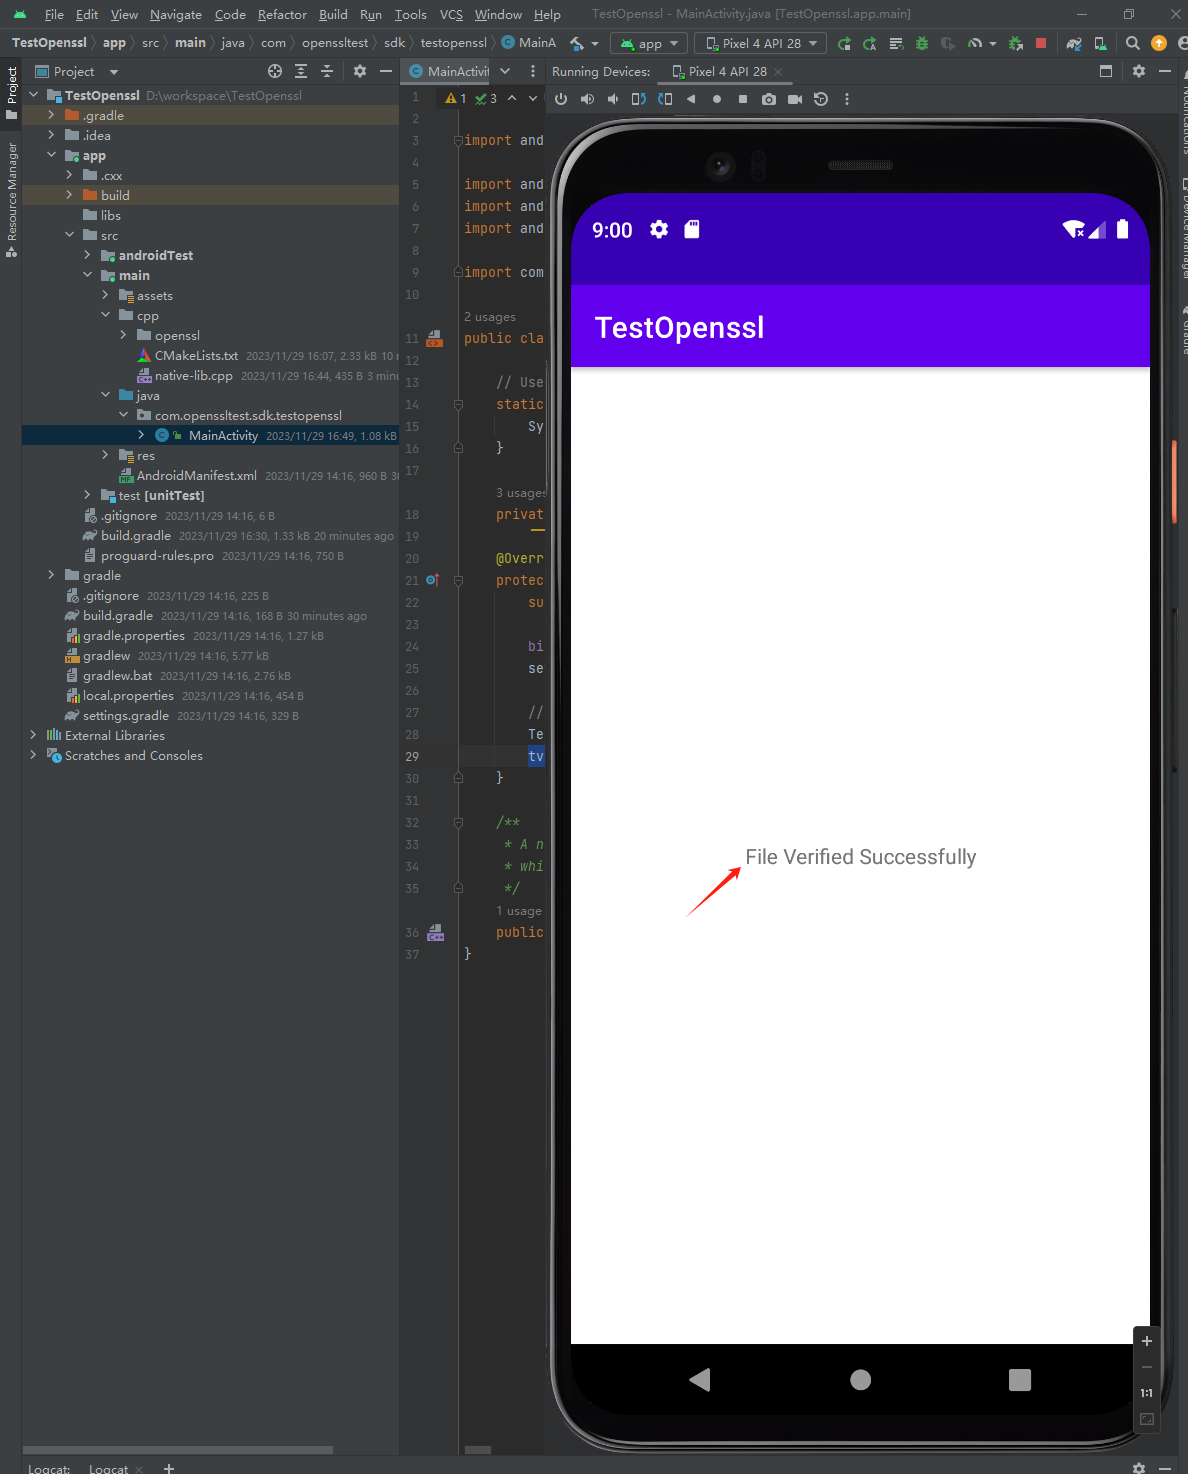 File Edit View Navigate Code Refactor Build Run Tools VCS Window Help TestOpenssl - MainActivity.java [TestOpenssl.app.main]
TestOpenssl app src main java com openssltest sdk testopenssl MainA app Pixel 4 API 28
Project
MainActivit
Running Devices: Pixel 4 API 28
Project
Resource Manager
TestOpenssl D:\workspace\TestOpenssl
.gradle
.idea
app
.cxx
build
libs
src
androidTest
main
assets
cpp
openssl
CMakeLists.txt 2023/11/29 16:07, 2.33 kB 10
native-lib.cpp 2023/11/29 16:44, 435 B 3 minu
java
com.openssltest.sdk.testopenssl
MainActivity 2023/11/29 16:49, 1.08 kB
res
AndroidManifest.xml 2023/11/29 14:16, 960 B
test [unitTest]
.gitignore 2023/11/29 14:16, 6 B
build.gradle 2023/11/29 16:30, 1.33 kB 20 minutes ago
proguard-rules.pro 2023/11/29 14:16, 750 B
gradle
.gitignore 2023/11/29 14:16, 225 B
build.gradle 2023/11/29 14:16, 168 B 30 minutes ago
gradle.properties 2023/11/29 14:16, 1.27 kB
gradlew 2023/11/29 14:16, 5.77 kB
gradlew.bat 2023/11/29 14:16, 2.76 kB
local.properties 2023/11/29 14:16, 454 B
settings.gradle 2023/11/29 14:16, 329 B
External Libraries
Scratches and Consoles
1 1 3
2
3 import and
4
5 import and
6 import and
7 import and
8
9 import com
10
2 usages
11 public cla
12
13 // Use
14 static
15 Sy
16 }
17
3 usages
18 privat
19
20 @Overr
21 protec
22 su
23
24 bi
25 se
26
27 //
28 Te
29 tv
30 }
31
32 /**
33 * A n
34 * whi
35 */
1 usage
36 public
37 }
9:00
TestOpenssl
File Verified Successfully
1:1
Notifications
Device Manager
Gradle
Logcat: Logcat